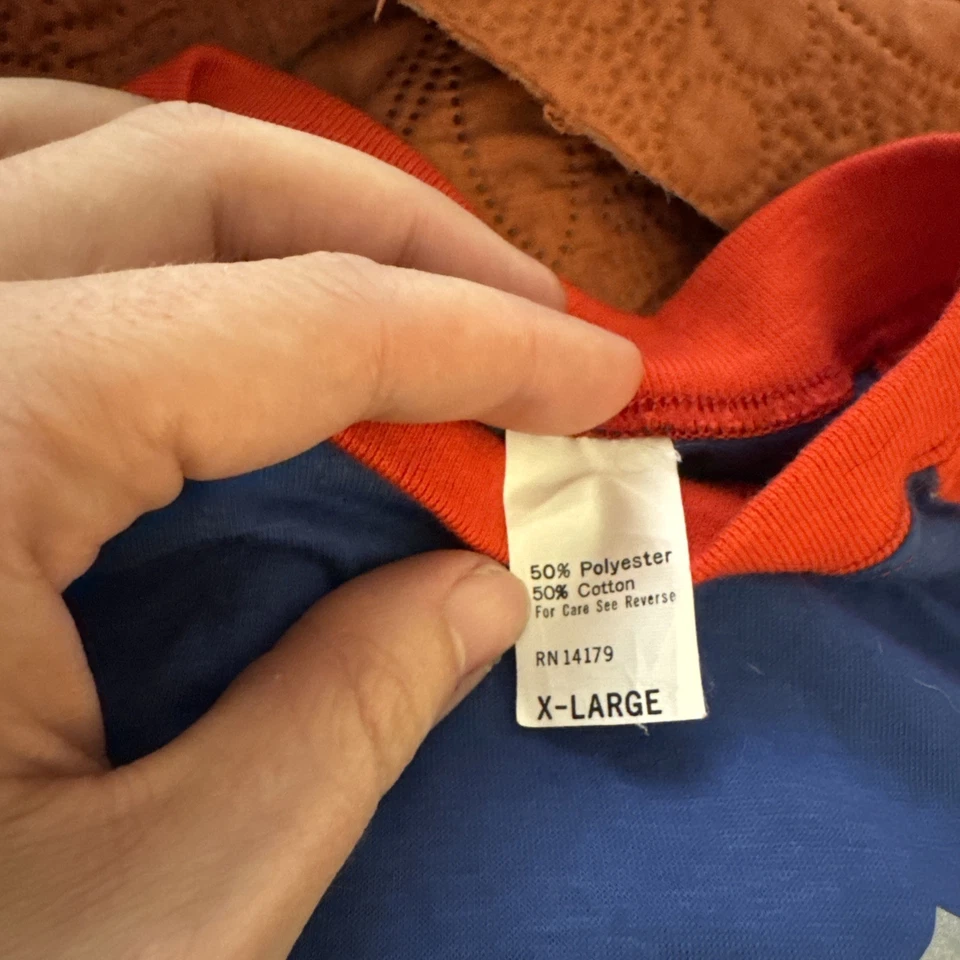 50% Polyester
50% Cotton
For Care See Reverse
RN 14179
X-LARGE